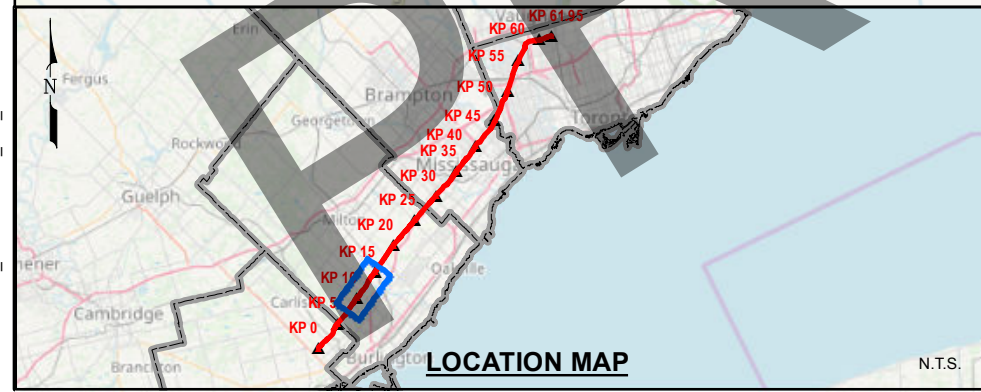 KP 61.95
KP 60
Erin
KP 55
N
Fergus
Brampton
KP 50
Georgetown
KP 45
Toronto
Rockwood
KP 40
KP 35
Mississauga
KP 30
Guelph
KP 25
Milton
KP 20
KP 15
Oakville
KP 10
Carlis
KP 5
Cambridge
KP 0
Burlington
LOCATION MAP
N.T.S.
Branchton